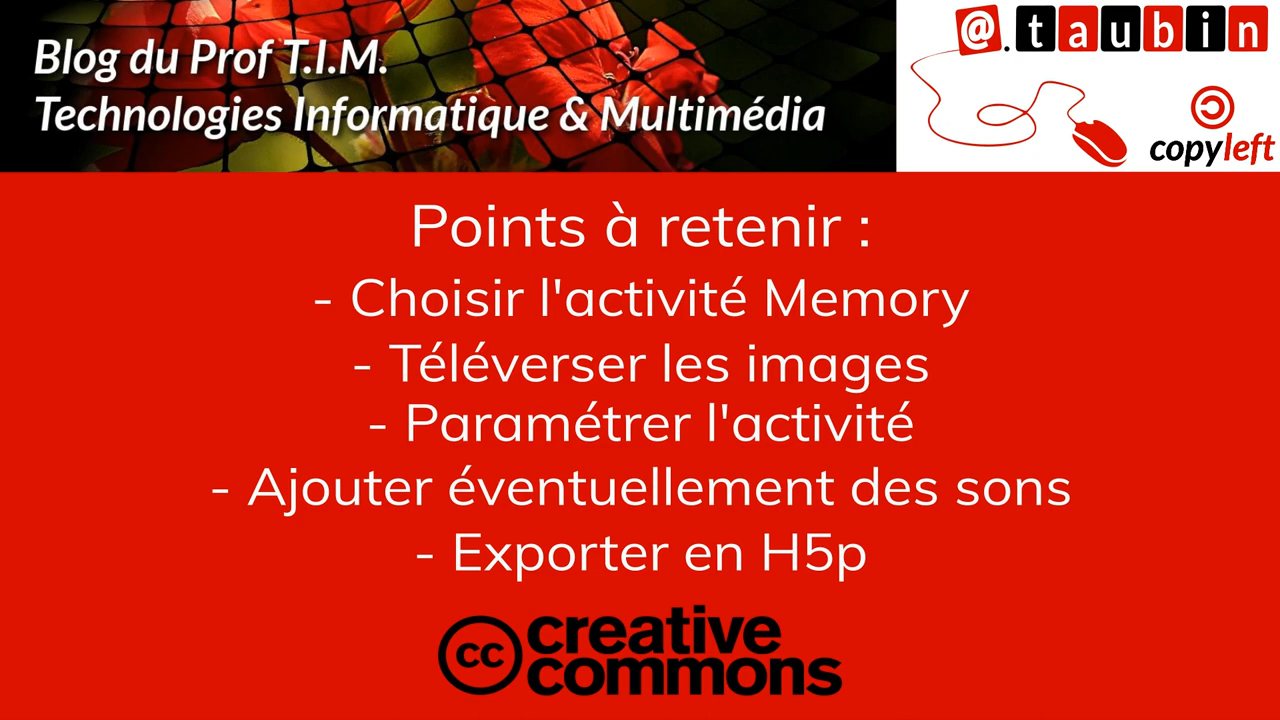 Blog du Prof T.I.M.
Technologies Informatique & Multimédia
@.taubin
copyleft
Points à retenir :
- Choisir l'activité Memory
- Téléverser les images
- Paramétrer l'activité
- Ajouter éventuellement des sons
- Exporter en H5p
cc creative
commons